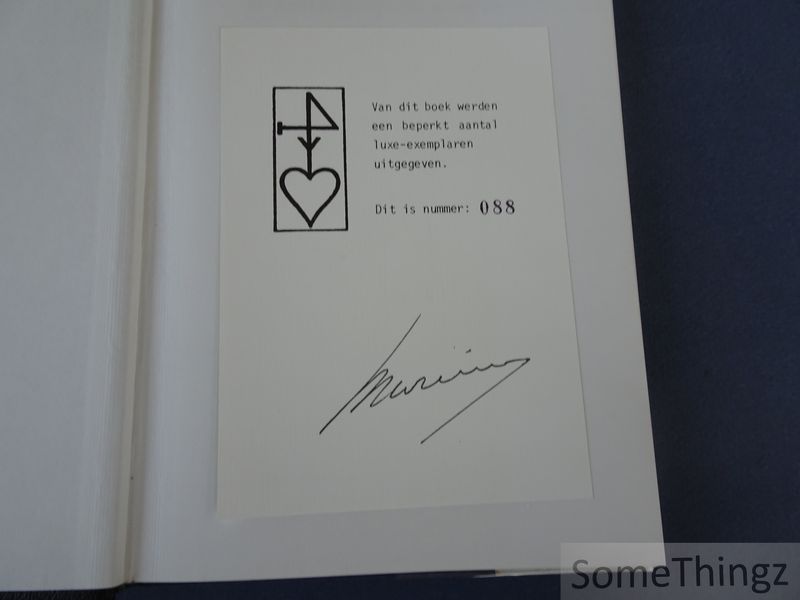 Van dit boek werden
een beperkt aantal
luxe-exemplaren
uitgegeven.
Dit is nummer: 088
SomeThingz